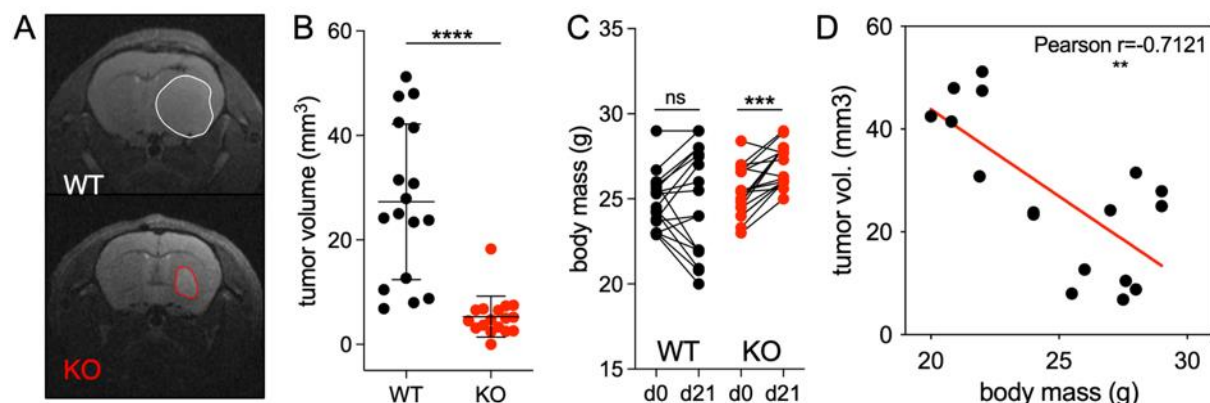 A
WT
KO
B
****
tumor volume (mm³)
60
40
20
0
WT
KO
C
ns
***
body mass (g)
35
30
25
20
15
WT
KO
d0
d21
d0
d21
D
Pearson r=-0.7121
**
tumor vol. (mm3)
60
40
20
0
20
25
30
body mass (g)